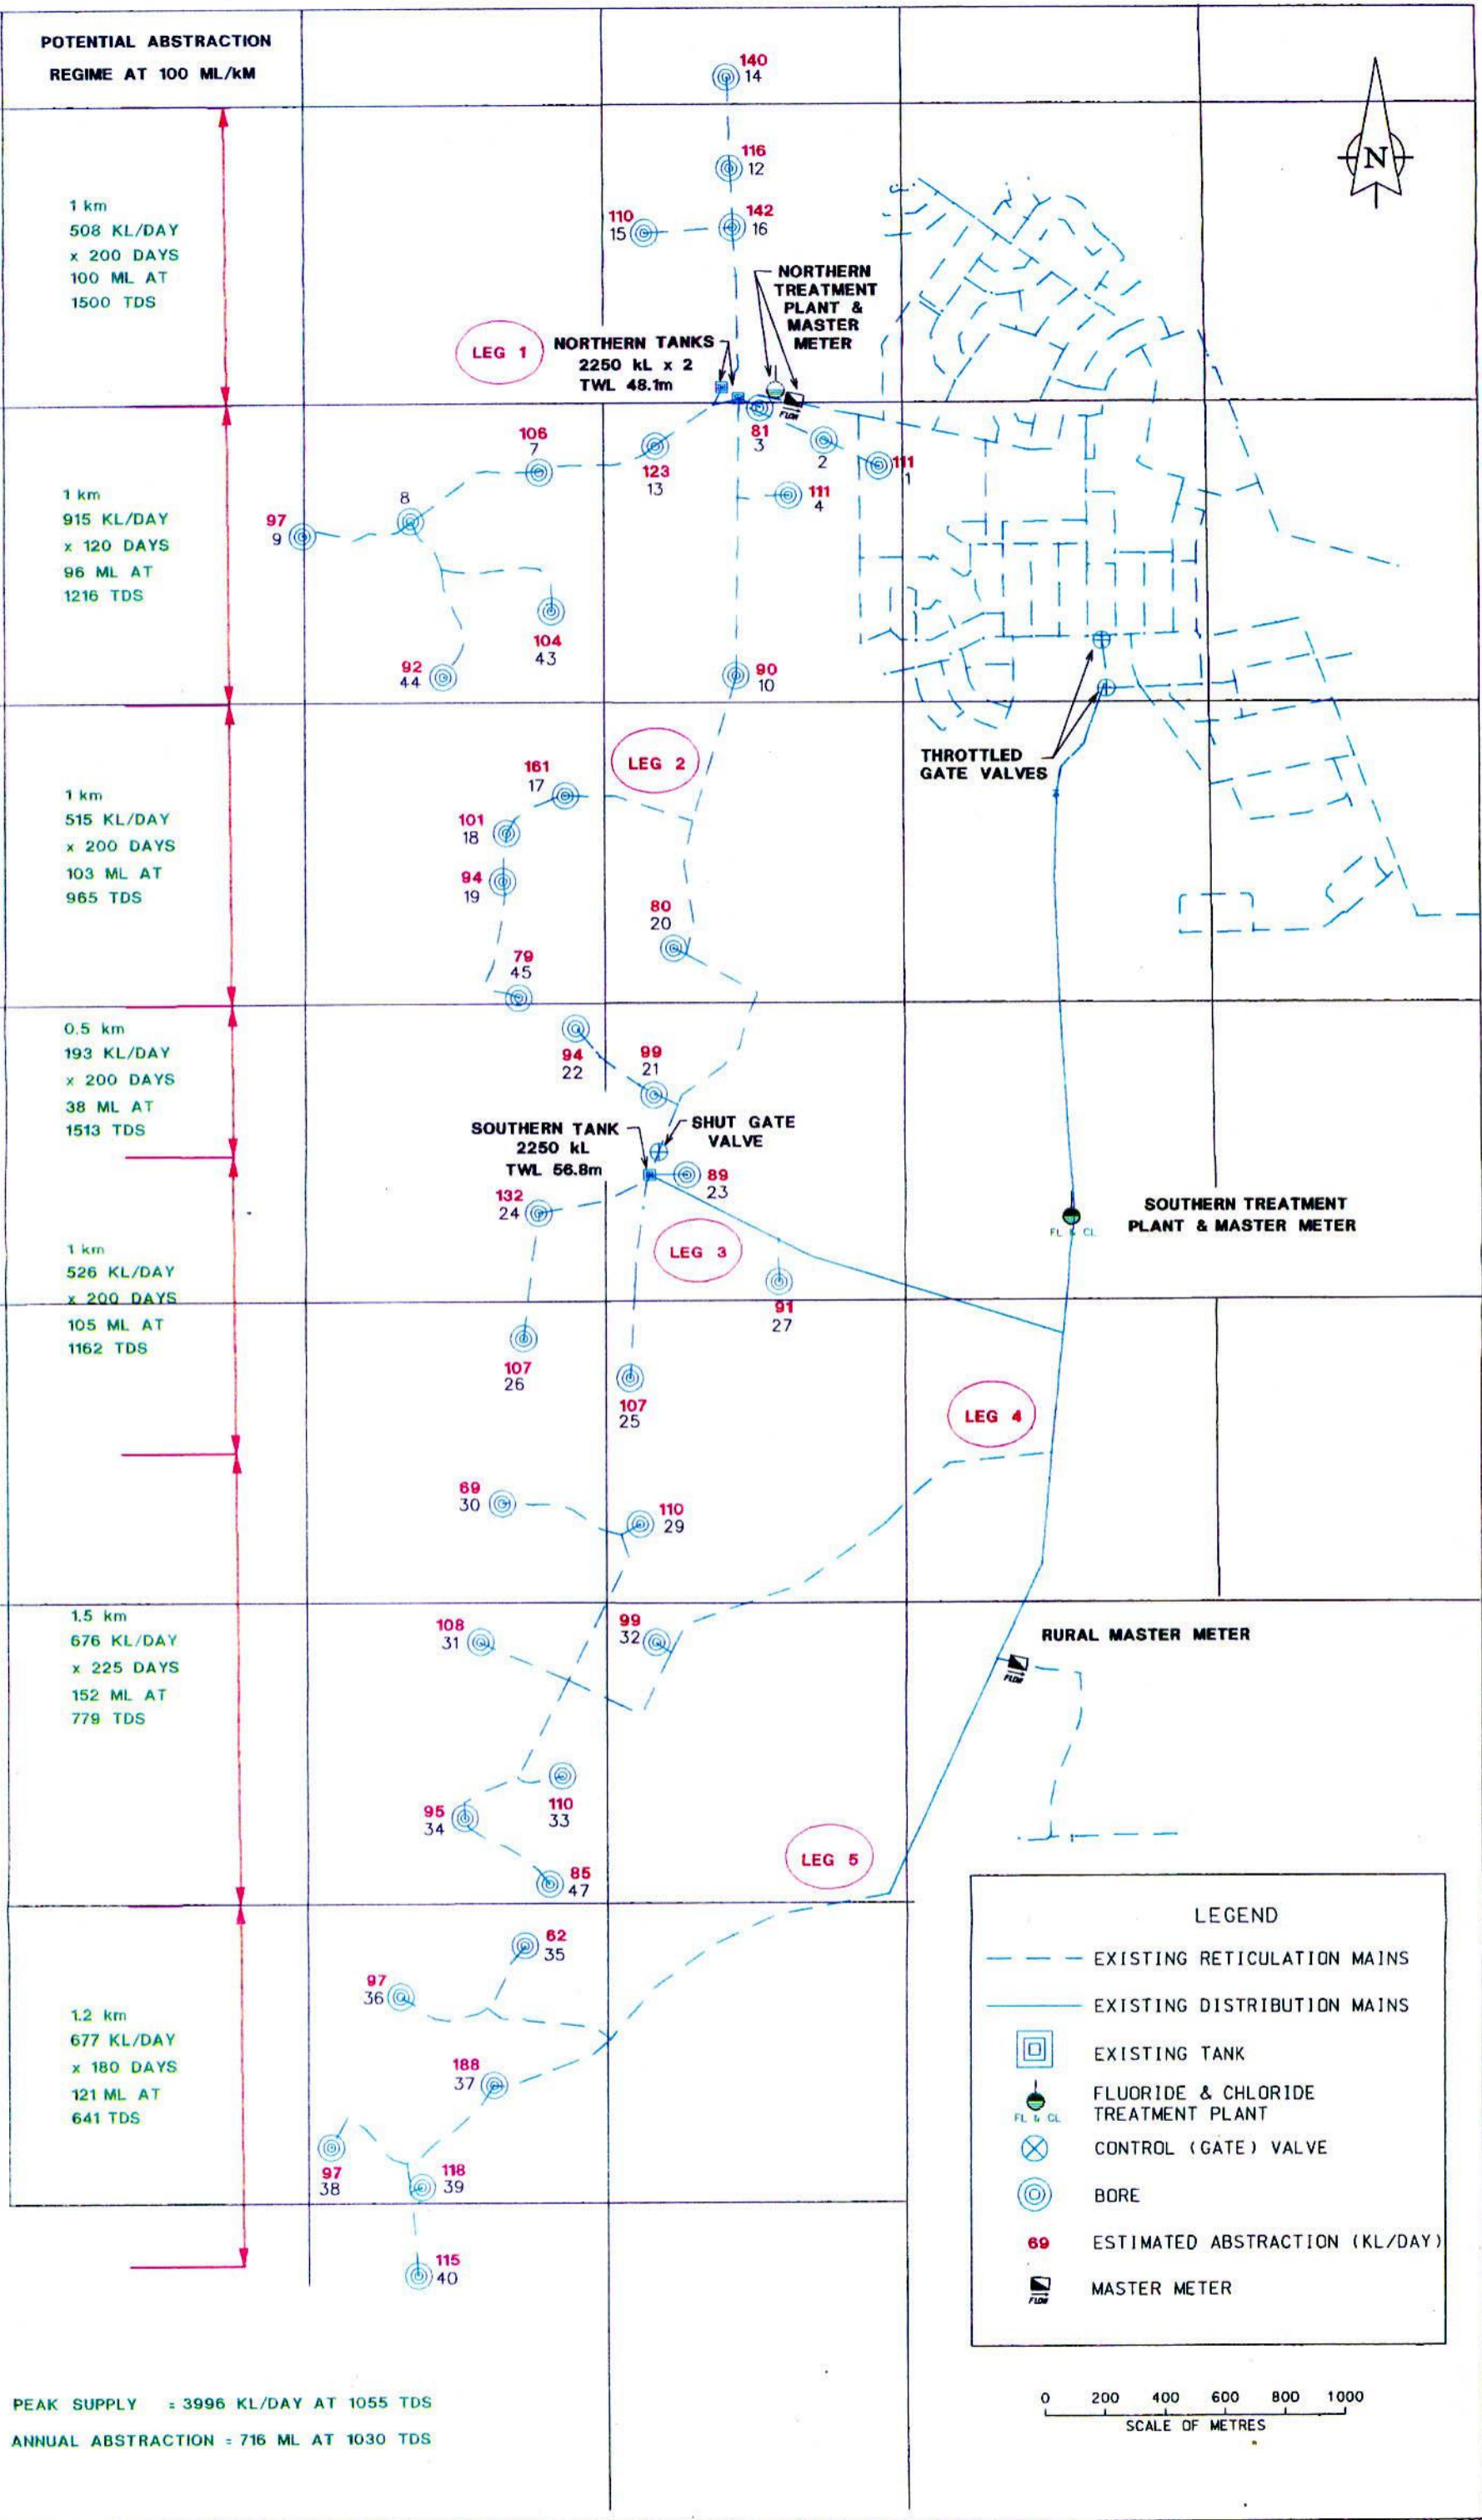 POTENTIAL ABSTRACTION
REGIME AT 100 ML/kM
1 km
508 KL/DAY
x 200 DAYS
100 ML AT
1500 TDS
1 km
915 KL/DAY
x 120 DAYS
96 ML AT
1216 TDS
1 km
515 KL/DAY
x 200 DAYS
103 ML AT
965 TDS
0.5 km
193 KL/DAY
x 200 DAYS
38 ML AT
1513 TDS
1 km
526 KL/DAY
x 200 DAYS
105 ML AT
1162 TDS
1.5 km
676 KL/DAY
x 225 DAYS
152 ML AT
779 TDS
1.2 km
677 KL/DAY
x 180 DAYS
121 ML AT
641 TDS
140
14
116
12
142
16
110
15
N
NORTHERN
TREATMENT
PLANT &
MASTER
METER
LEG 1
NORTHERN TANKS
2250 kL x 2
TWL 48.1m
FLOW
81
3
2
111
1
111
4
106
7
123
13
8
97
9
104
43
92
44
90
10
LEG 2
THROTTLED
GATE VALVES
161
17
101
18
94
19
80
20
79
45
94
22
99
21
SOUTHERN TANK
2250 kL
TWL 56.8m
SHUT GATE
VALVE
89
23
132
24
LEG 3
SOUTHERN TREATMENT
PLANT & MASTER METER
FL & CL
91
27
107
26
107
25
LEG 4
69
30
110
29
108
31
99
32
RURAL MASTER METER
FLOW
110
33
95
34
85
47
LEG 5
62
35
97
36
188
37
97
38
118
39
115
40
LEGEND
EXISTING RETICULATION MAINS
EXISTING DISTRIBUTION MAINS
EXISTING TANK
FL & CL
FLUORIDE & CHLORIDE
TREATMENT PLANT
CONTROL (GATE) VALVE
BORE
69 ESTIMATED ABSTRACTION (KL/DAY)
FLOW
MASTER METER
0 200 400 600 800 1000
SCALE OF METRES
PEAK SUPPLY = 3996 KL/DAY AT 1055 TDS
ANNUAL ABSTRACTION = 716 ML AT 1030 TDS